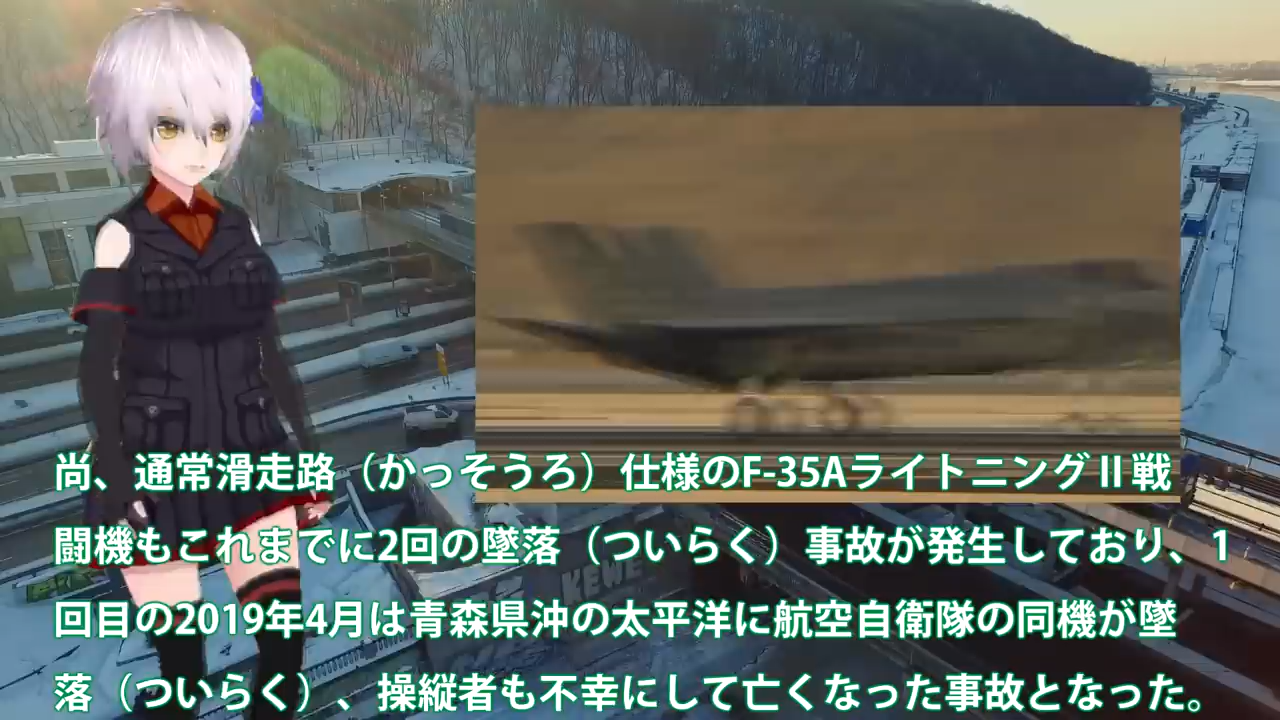 尚、通常滑走路（かっそうろ）仕様のF-35AライトニングⅡ戦
闘機もこれまでに2回の墜落（ついらく）事故が発生しており、1
回目の2019年4月は青森県沖の太平洋に航空自衛隊の同機が墜
落（ついらく）、操縦者も不幸にして亡くなった事故となった。
KEWE